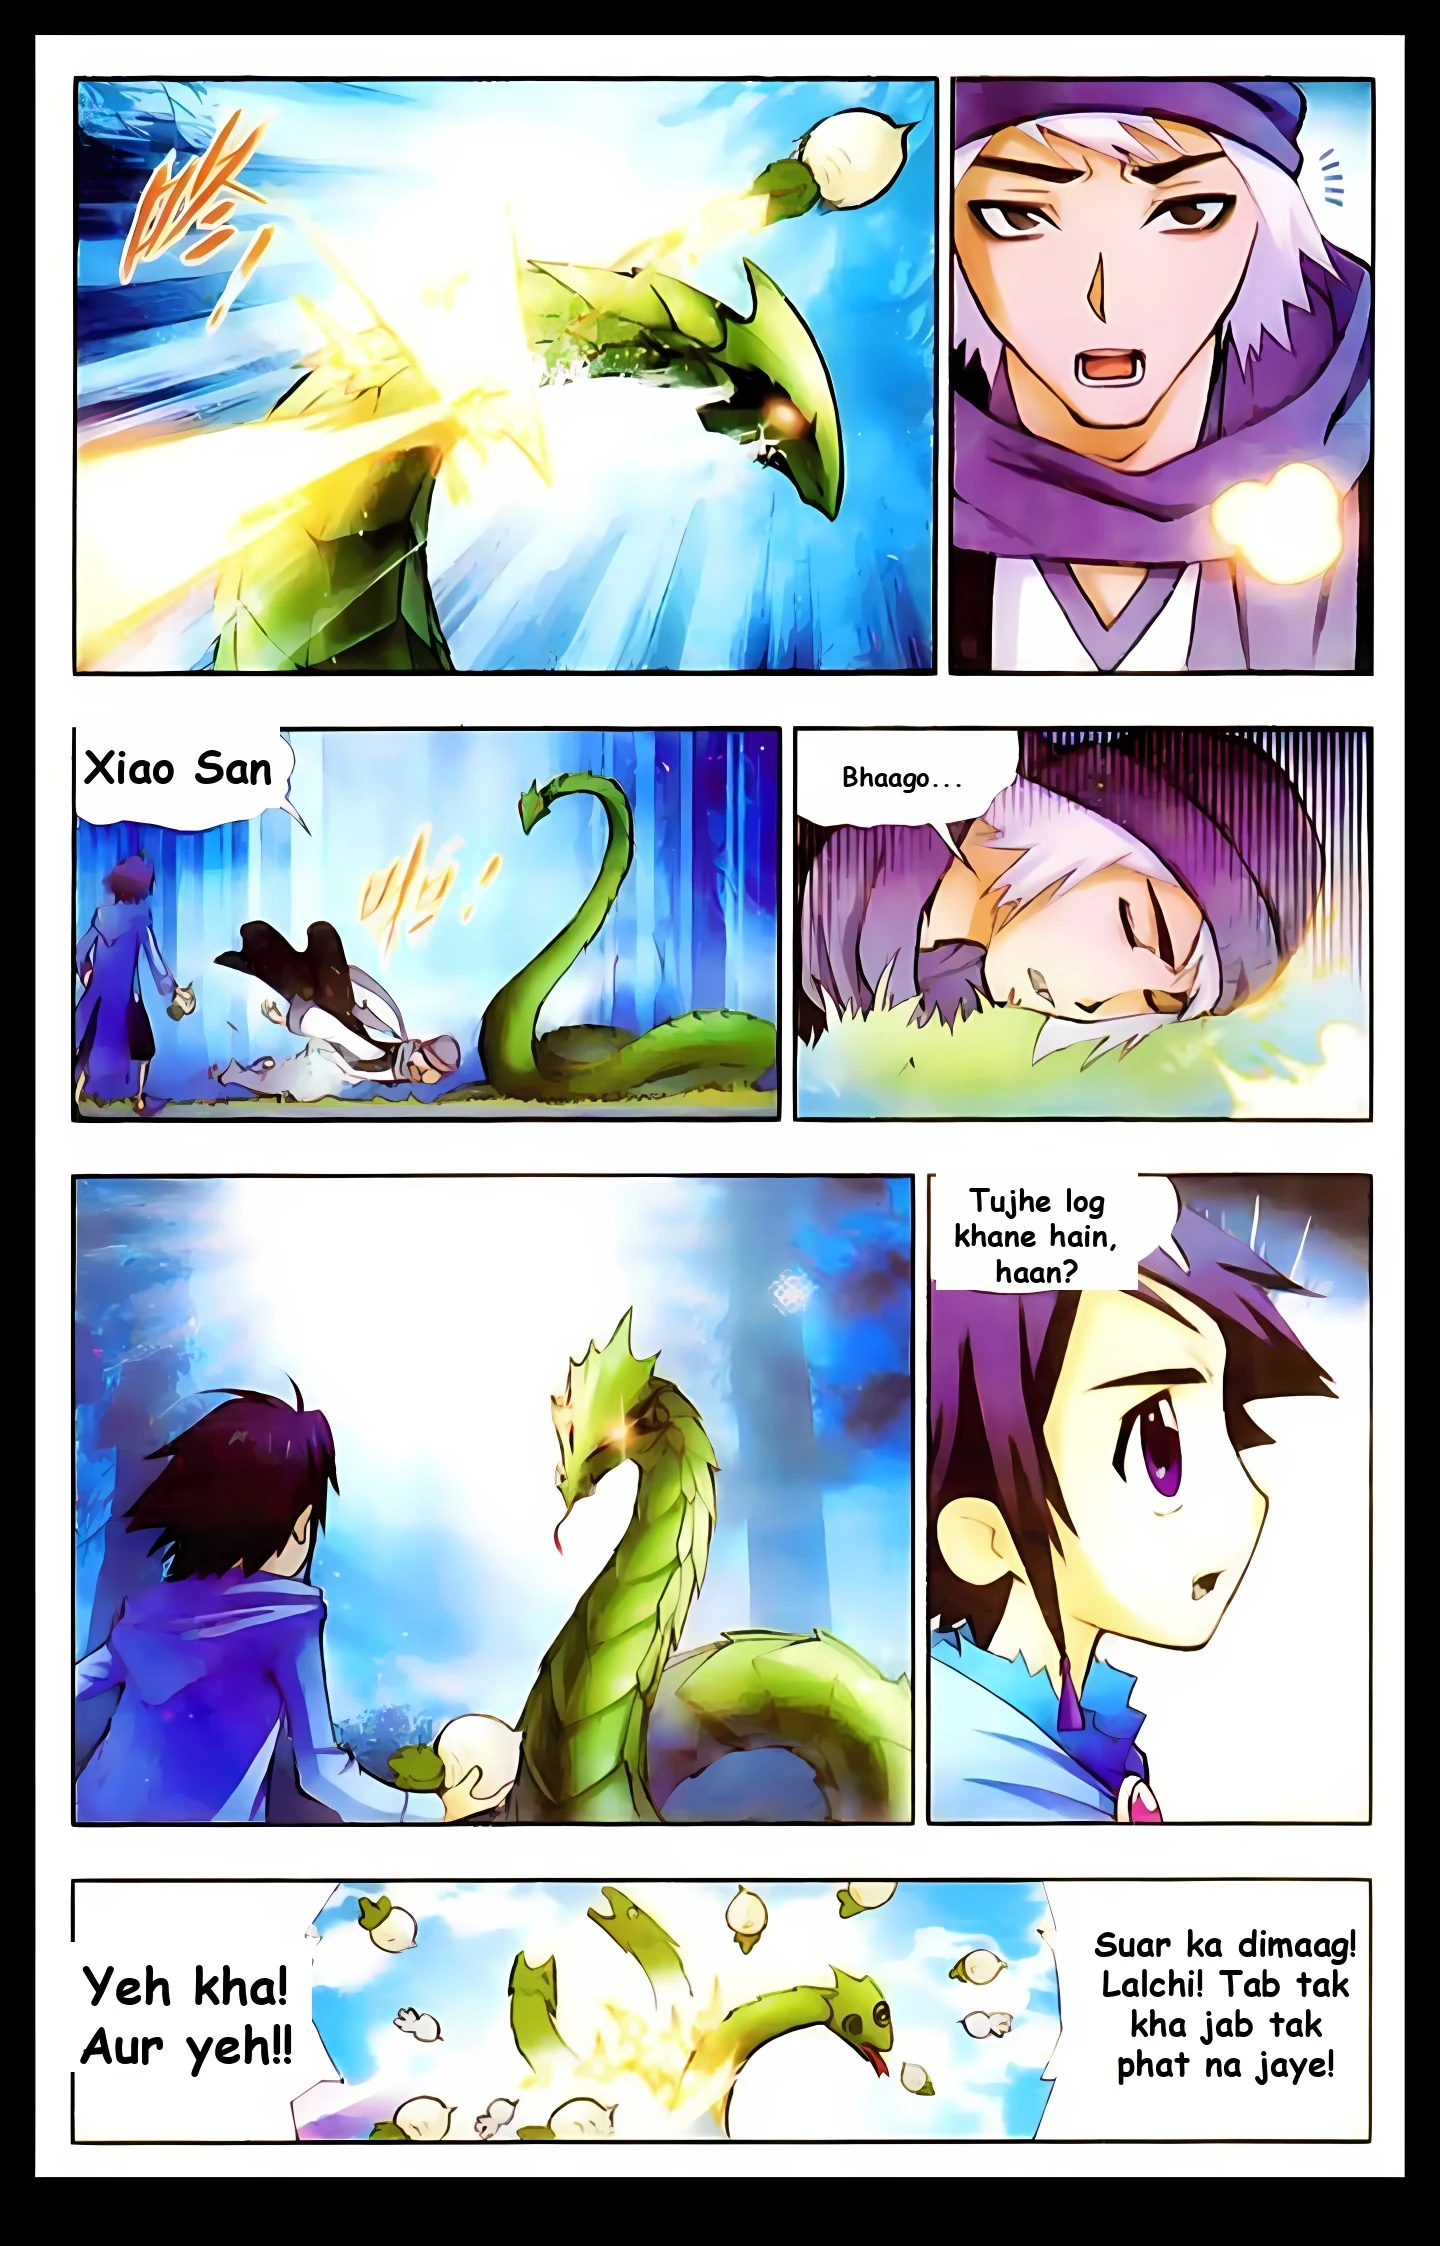 Xiao San
Bhaago...
Tujhe log
khane hain,
haan?
Yeh kha!
Aur yeh!!
Suar ka dimaag!
Lalchi! Tab tak
kha jab tak
phat na jaye!